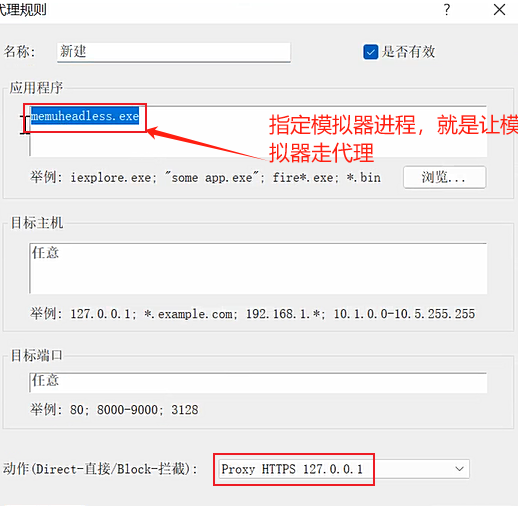 代理规则
名称: 新建
是否有效
应用程序
memuheadless.exe
指定模拟器进程，就是让模
拟器走代理
举例: iexplore.exe; "some app.exe"; fire*.exe; *.bin
浏览...
目标主机
任意
举例: 127.0.0.1; *.example.com; 192.168.1.*; 10.1.0.0-10.5.255.255
目标端口
任意
举例: 80; 8000-9000; 3128
动作(Direct-直接/Block-拦截): Proxy HTTPS 127.0.0.1